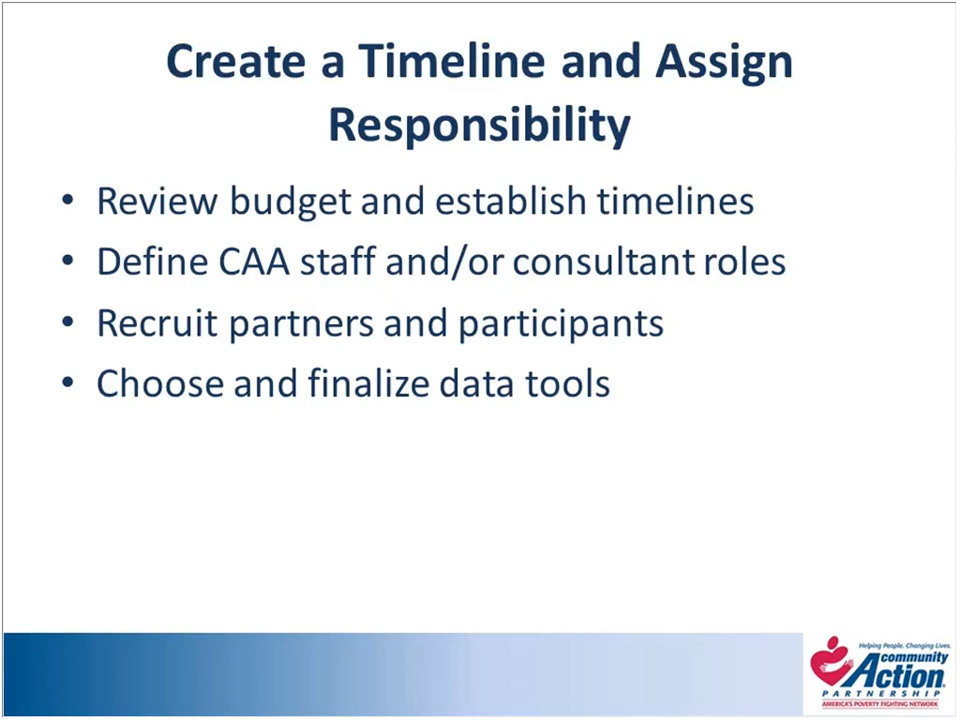 Create a Timeline and Assign
Responsibility
• Review budget and establish timelines
• Define CAA staff and/or consultant roles
• Recruit partners and participants
• Choose and finalize data tools
Helping People. Changing Lives.
community
Action®
PARTNERSHIP
AMERICA'S POVERTY FIGHTING NETWORK